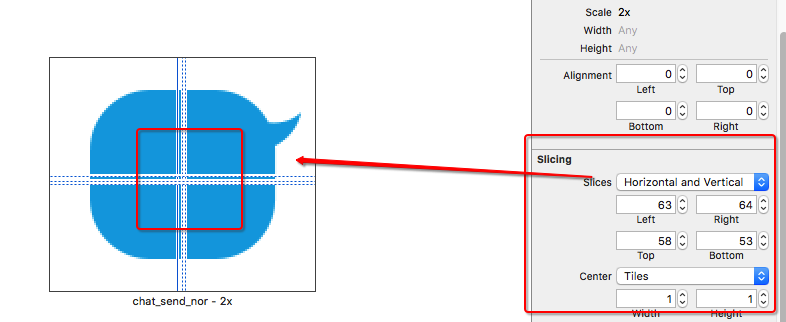 Scale 2x
Width Any
Height Any
Alignment 0 0
Left Top
0 0
Bottom Right
Slicing
Slices Horizontal and Vertical
63 64
Left Right
58 53
Top Bottom
Center Tiles
1 1
Width Height
chat_send_nor - 2x